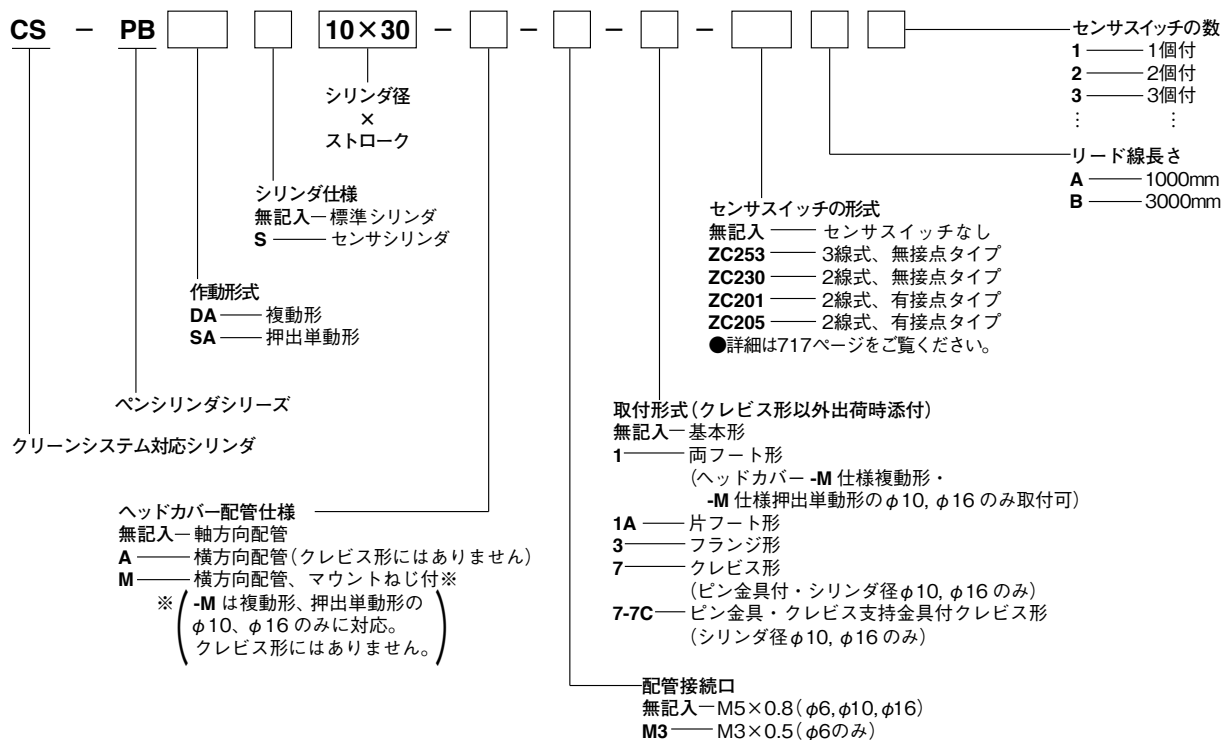 CS － PB 10×30 － － － －
センサスイッチの数
1 1個付
2 2個付
3 3個付
⋮ ⋮
リード線長さ
A 1000mm
B 3000mm
シリンダ径
×
ストローク
シリンダ仕様
無記入 標準シリンダ
S センサシリンダ
センサスイッチの形式
無記入 センサスイッチなし
ZC253 3線式、無接点タイプ
ZC230 2線式、無接点タイプ
ZC201 2線式、有接点タイプ
ZC205 2線式、有接点タイプ
●詳細は717ページをご覧ください。
作動形式
DA 複動形
SA 押出単動形
ペンシリンダシリーズ
クリーンシステム対応シリンダ
取付形式（クレビス形以外出荷時添付）
無記入 基本形
1 両フート形
（ヘッドカバー -M 仕様複動形・
-M 仕様押出単動形のφ10, φ16 のみ取付可）
1A 片フート形
3 フランジ形
7 クレビス形
（ピン金具付・シリンダ径φ10, φ16 のみ）
7-7C ピン金具・クレビス支持金具付クレビス形
（シリンダ径φ10, φ16 のみ）
ヘッドカバー配管仕様
無記入 軸方向配管
A 横方向配管（クレビス形にはありません）
M 横方向配管、マウントねじ付※
※（-M は複動形、押出単動形の
φ10、φ16 のみに対応。
クレビス形にはありません。）
配管接続口
無記入 M5×0.8（φ6,φ10,φ16）
M3 M3×0.5（φ6のみ）